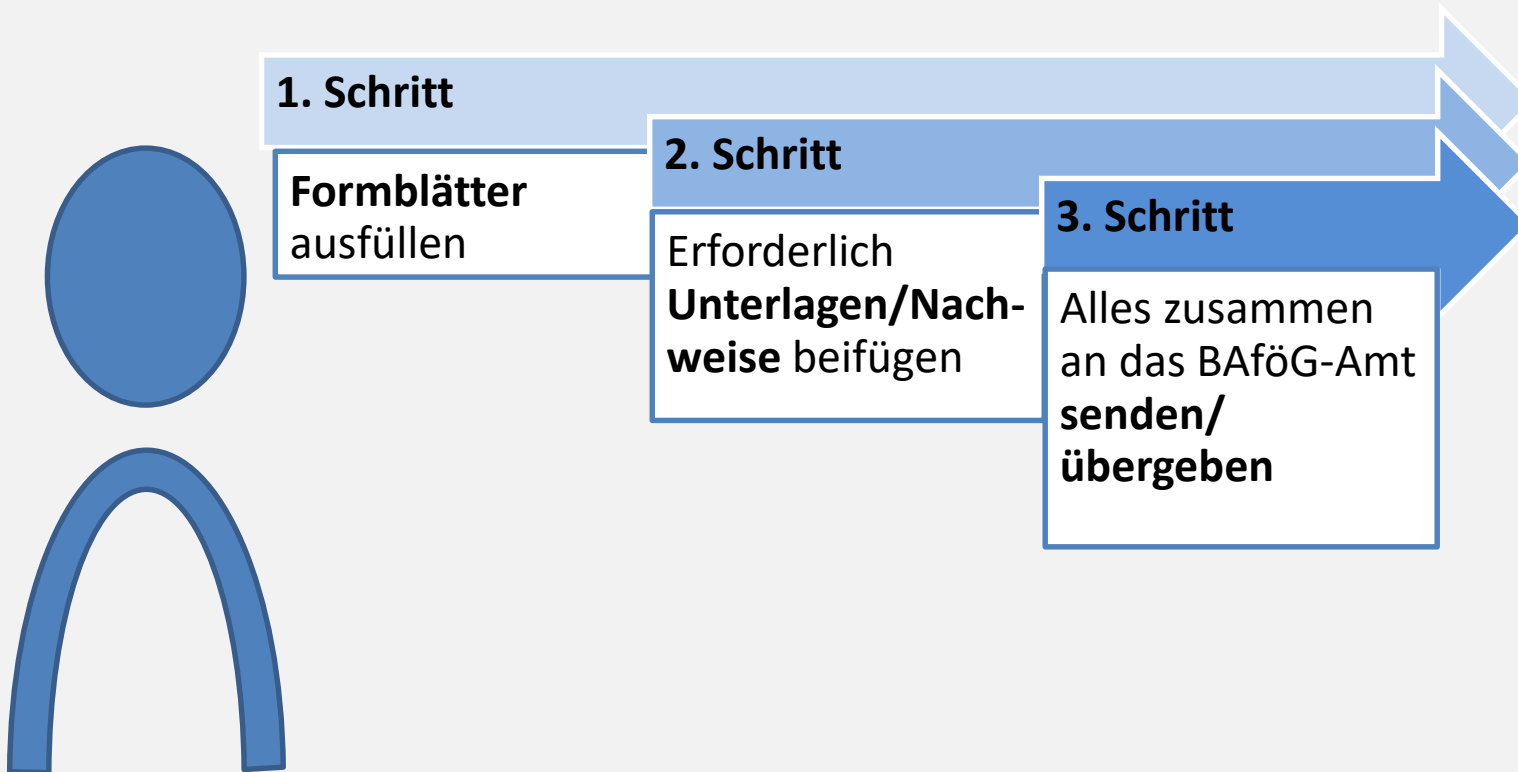 1. Schritt
Formblätter
ausfüllen
2. Schritt
Erforderlich
Unterlagen/Nach-
weise beifügen
3. Schritt
Alles zusammen
an das BAföG-Amt
senden/
übergeben